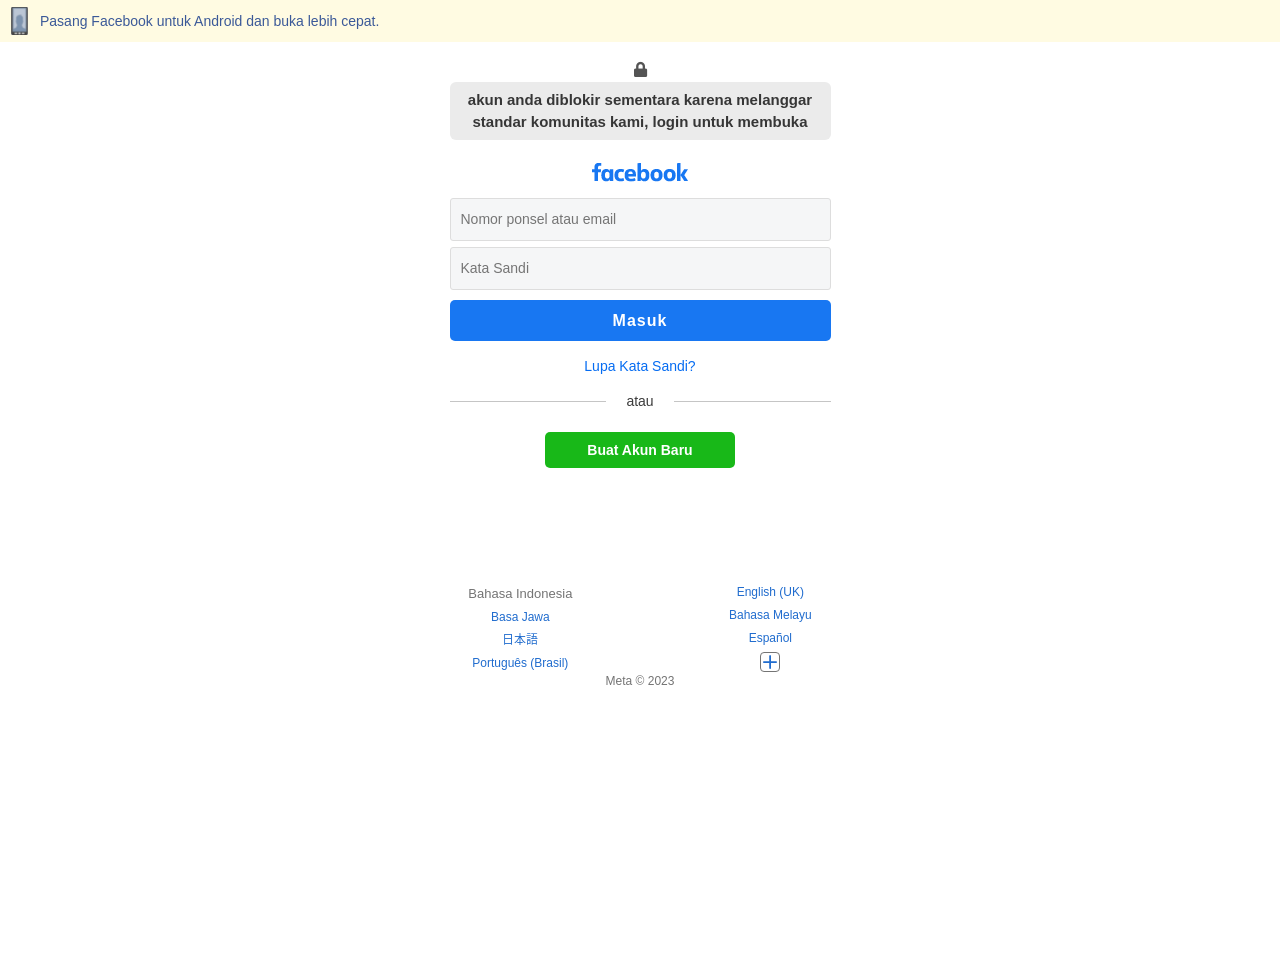 Pasang Facebook untuk Android dan buka lebih cepat.
akun anda diblokir sementara karena melanggar
standar komunitas kami, login untuk membuka
facebook
Nomor ponsel atau email
Kata Sandi
Masuk
Lupa Kata Sandi?
atau
Buat Akun Baru
Bahasa Indonesia
Basa Jawa
日本語
Português (Brasil)
English (UK)
Bahasa Melayu
Español
Meta © 2023